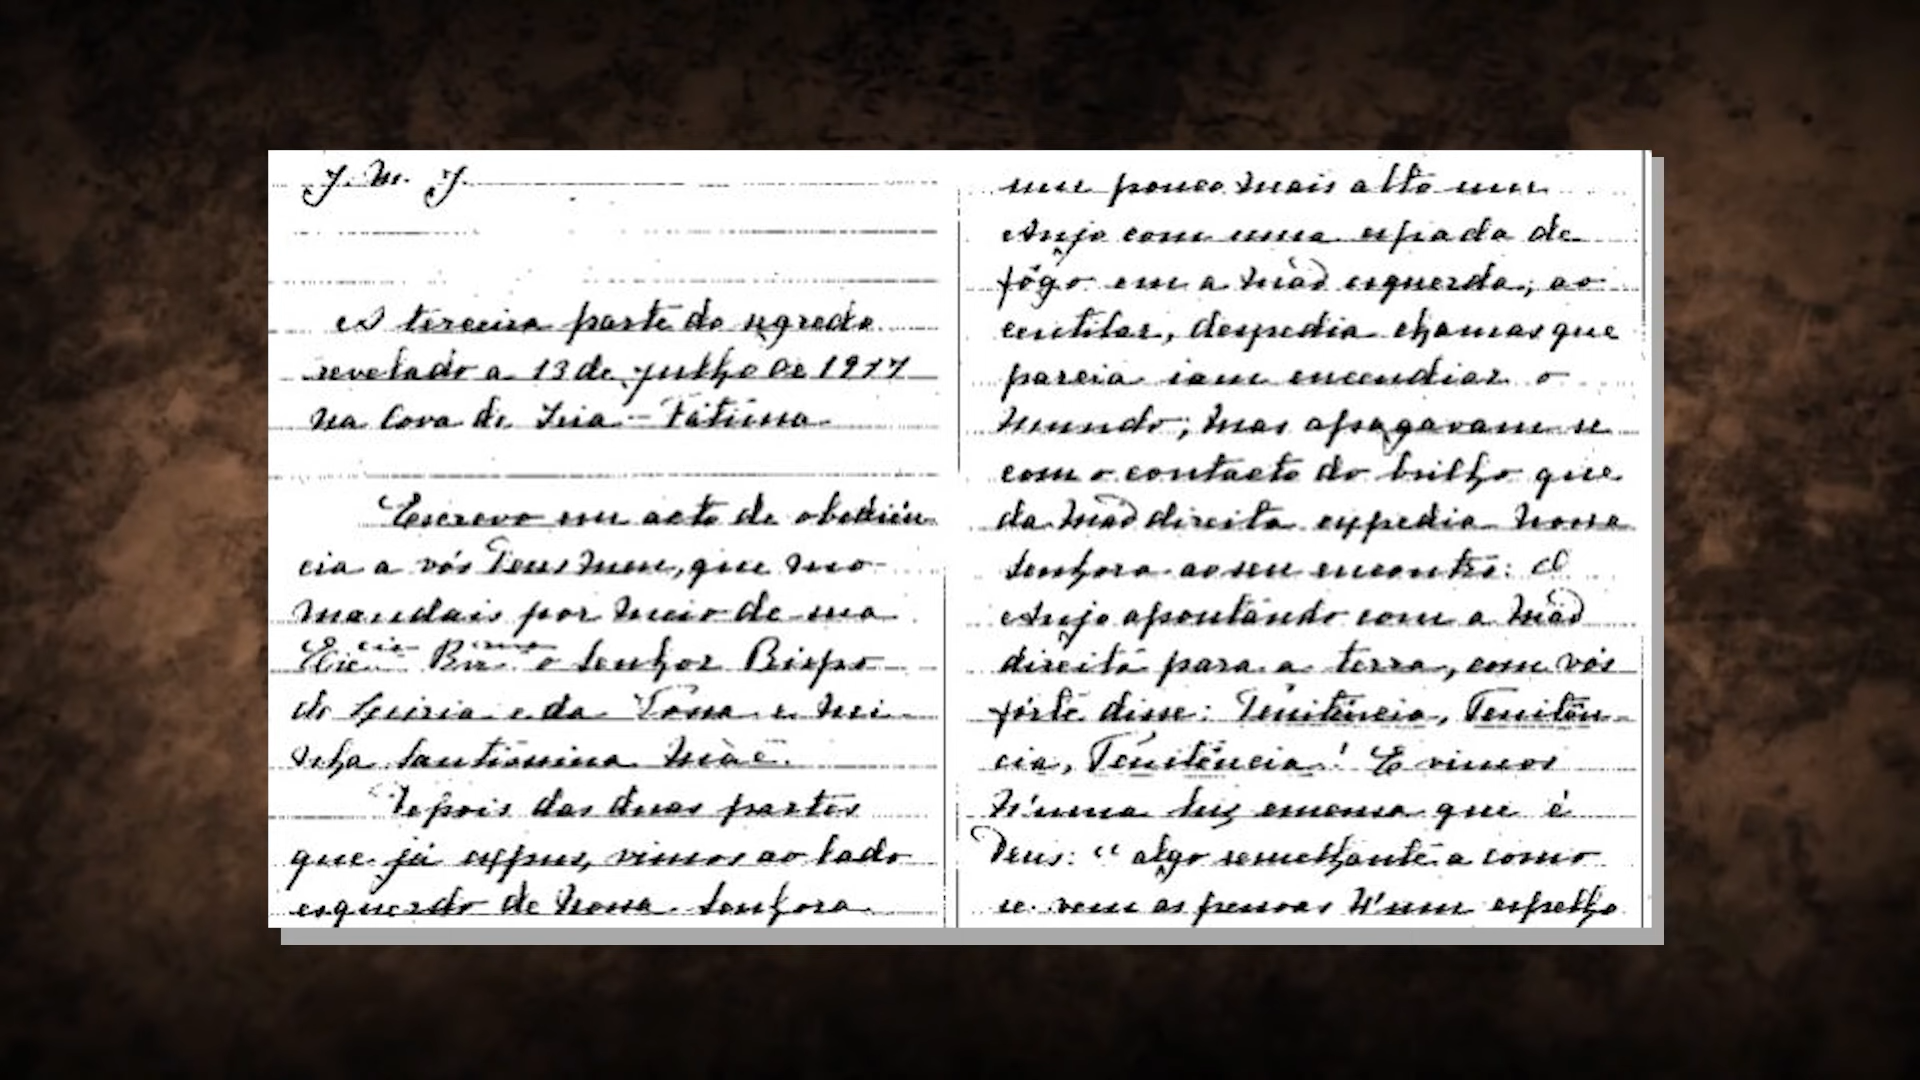 J. M. J.
A terceira parte do segredo
revelado a 13 de julho de 1917
na Cova de Iria - Fátima
Escrevo em acto de obediên-
cia a vós Deus meu, que mo
mandais por meio de sua
Ex.cia Rev.ma o Senhor Bispo
de Leiria e da Vossa e mi-
nha Santíssima Mãe.
Depois das duas partes
que já expus, vimos ao lado
esquerdo de Nossa Senhora
um pouco mais alto um
Anjo com uma espada de
fôgo em a mão esquerda; ao
centilar, despedia chamas que
parcia iam encendiar o
mundo; mas apagavam-se
com o contacto do brilho que
da mão direita expedia Nossa
Senhora ao seu encontro: O
Anjo apontando com a mão
direita para a terra, com vós
forte disse: Penitência, Peniten-
cia, Penitência! E vimos
n'uma luz emensa que é
Deus: "algo semelhante a como
se vem as pessoas n'um espelho